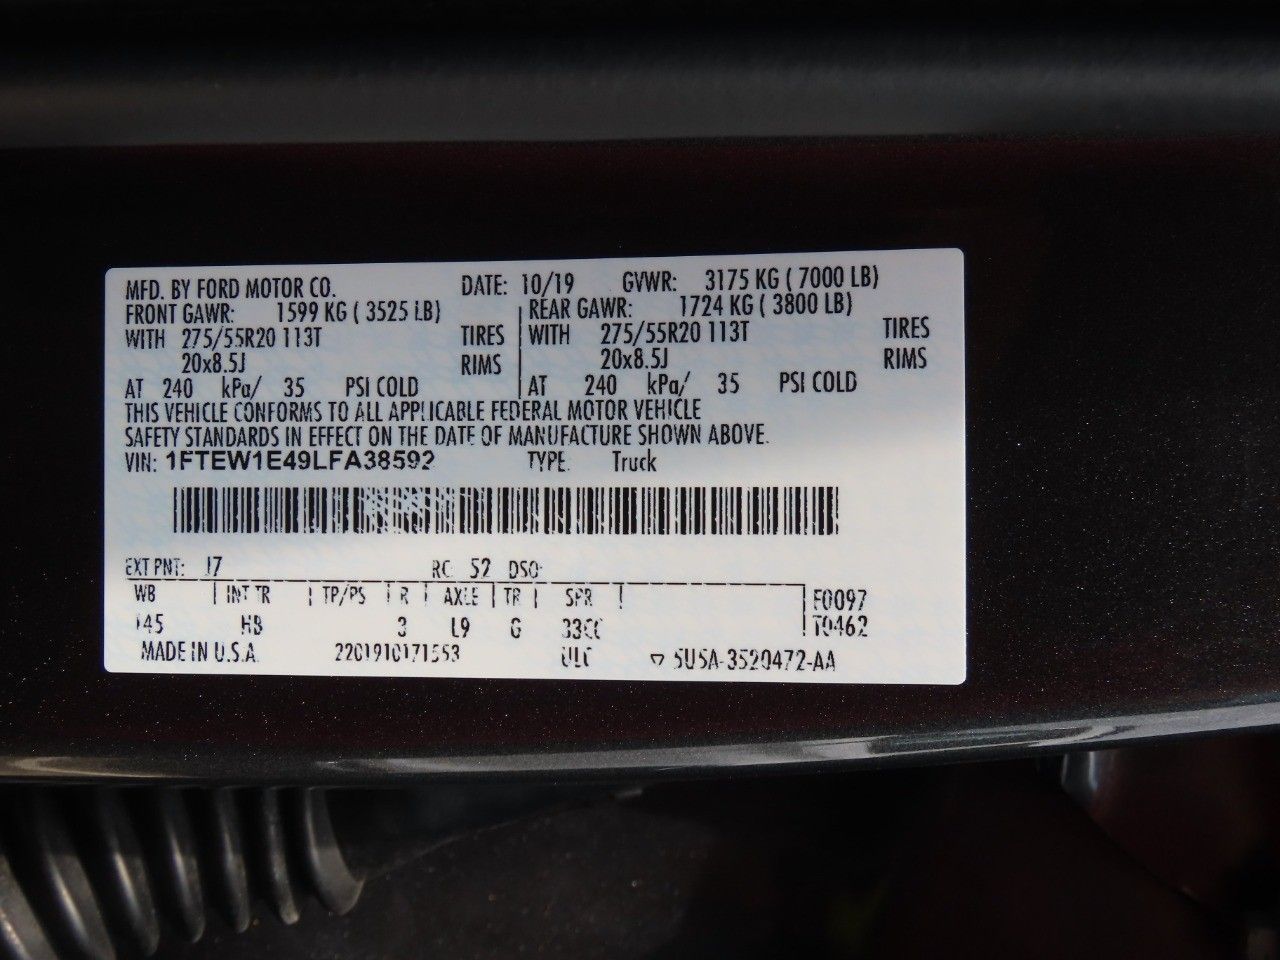 MFD. BY FORD MOTOR CO. DATE: 10/19 GVWR: 3175 KG ( 7000 LB)
FRONT GAWR: 1599 KG ( 3525 LB) REAR GAWR: 1724 KG ( 3800 LB)
WITH 275/55R20 113T TIRES WITH 275/55R20 113T TIRES
20x8.5J RIMS 20x8.5J RIMS
AT 240 kPa/ 35 PSI COLD AT 240 kPa/ 35 PSI COLD
THIS VEHICLE CONFORMS TO ALL APPLICABLE FEDERAL MOTOR VEHICLE
SAFETY STANDARDS IN EFFECT ON THE DATE OF MANUFACTURE SHOWN ABOVE.
VIN: 1FTEW1E49LFA38592 TYPE: Truck
EXT PNT: J7 RC: 52 DSO:
WB INT TR TP/PS R AXLE TR SPR F0097
145 HB 3 L9 G T0462
MADE IN U.S.A. 2201910171553 5U5A-3520472-AA